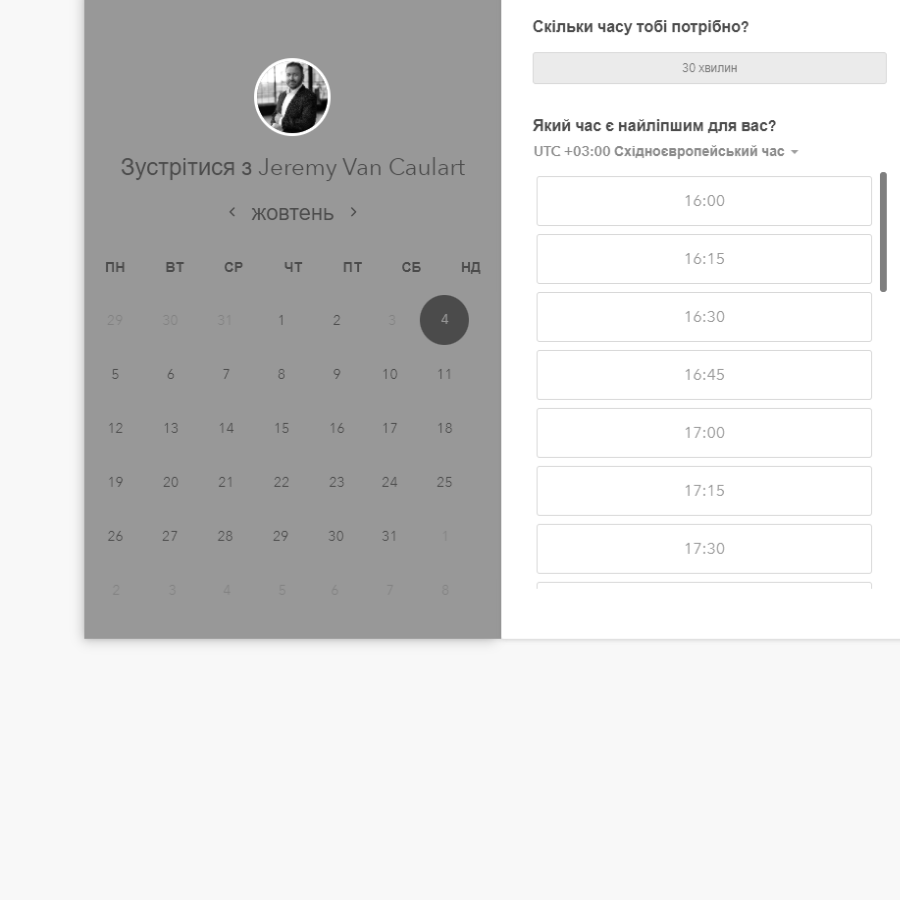 Зустрітися з Jeremy Van Caulart
жовтень
ПН ВТ СР ЧТ ПТ СБ НД
29 30 31 1 2 3 4
5 6 7 8 9 10 11
12 13 14 15 16 17 18
19 20 21 22 23 24 25
26 27 28 29 30 31 1
2 3 4 5 6 7 8
Скільки часу тобі потрібно?
30 хвилин
Який час є найліпшим для вас?
UTC +03:00 Східноєвропейський час
16:00
16:15
16:30
16:45
17:00
17:15
17:30